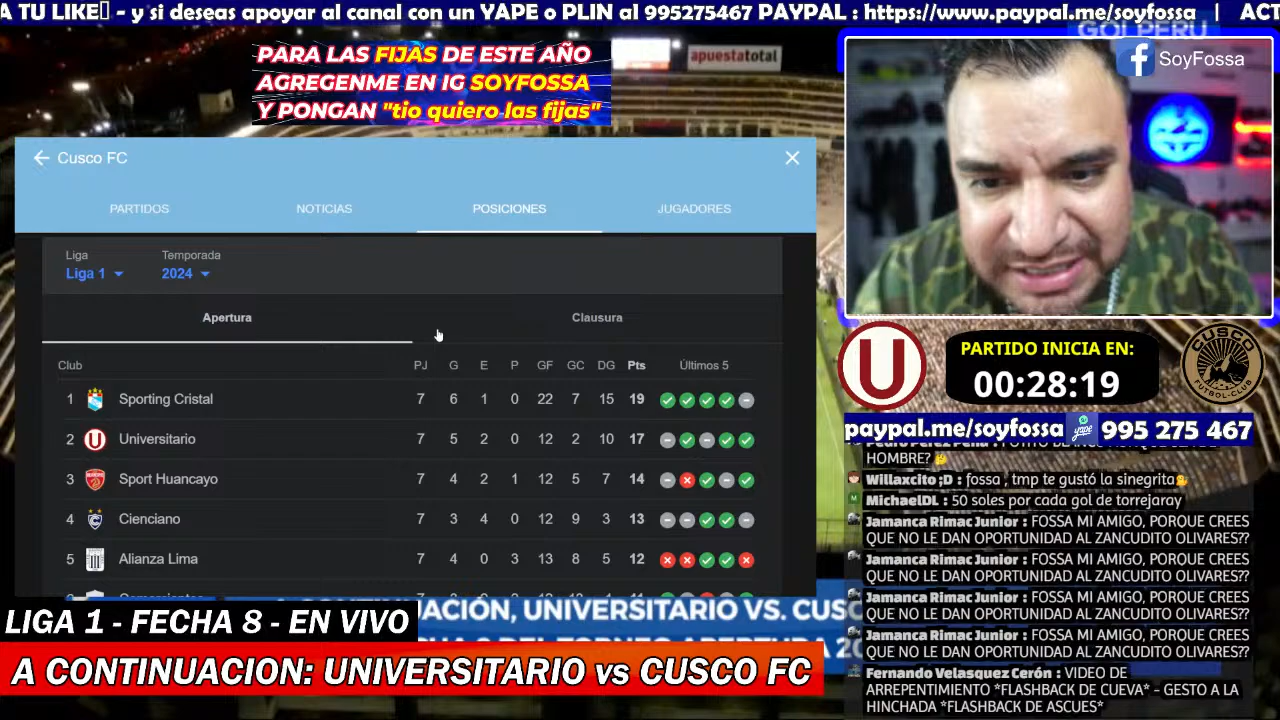 A TU LIKE - y si deseas apoyar al canal con un YAPE o PLIN al 995275467 PAYPAL : https://www.paypal.me/soyfossa | ACT
GOLPERU
PARA LAS FIJAS DE ESTE AÑO
AGREGENME EN IG SOYFOSSA
Y PONGAN "tio quiero las fijas"
apuestatotal
SoyFossa
Cusco FC
PARTIDOS NOTICIAS POSICIONES JUGADORES
Liga Temporada
Liga 1 2024
Apertura Clausura
Club PJ G E P GF GC DG Pts Últimos 5
1 Sporting Cristal 7 6 1 0 22 7 15 19
2 Universitario 7 5 2 0 12 2 10 17
3 Sport Huancayo 7 4 2 1 12 5 7 14
4 Cienciano 7 3 4 0 12 9 3 13
5 Alianza Lima 7 4 0 3 13 8 5 12
U
PARTIDO INICIA EN:
00:28:19
CUSCO
FUTBOL-CLUB
paypal.me/soyfossa yape 995 275 467
HOMBRE?🤔
Willaxcito ;D : fossa , tmp te gustó la sinegrita
MichaelDL : 50 soles por cada gol de torrejaray
Jamanca Rimac Junior : FOSSA MI AMIGO, PORQUE CREES
QUE NO LE DAN OPORTUNIDAD AL ZANCUDITO OLIVARES??
Jamanca Rimac Junior : FOSSA MI AMIGO, PORQUE CREES
QUE NO LE DAN OPORTUNIDAD AL ZANCUDITO OLIVARES??
Jamanca Rimac Junior : FOSSA MI AMIGO, PORQUE CREES
QUE NO LE DAN OPORTUNIDAD AL ZANCUDITO OLIVARES??
Jamanca Rimac Junior : FOSSA MI AMIGO, PORQUE CREES
QUE NO LE DAN OPORTUNIDAD AL ZANCUDITO OLIVARES??
Fernando Velasquez Cerón : VIDEO DE
ARREPENTIMIENTO *FLASHBACK DE CUEVA* - GESTO A LA
HINCHADA *FLASHBACK DE ASCUES*
NUACIÓN, UNIVERSITARIO VS. CUSC
LIGA 1 - FECHA 8 - EN VIVO
A CONTINUACION: UNIVERSITARIO vs CUSCO FC